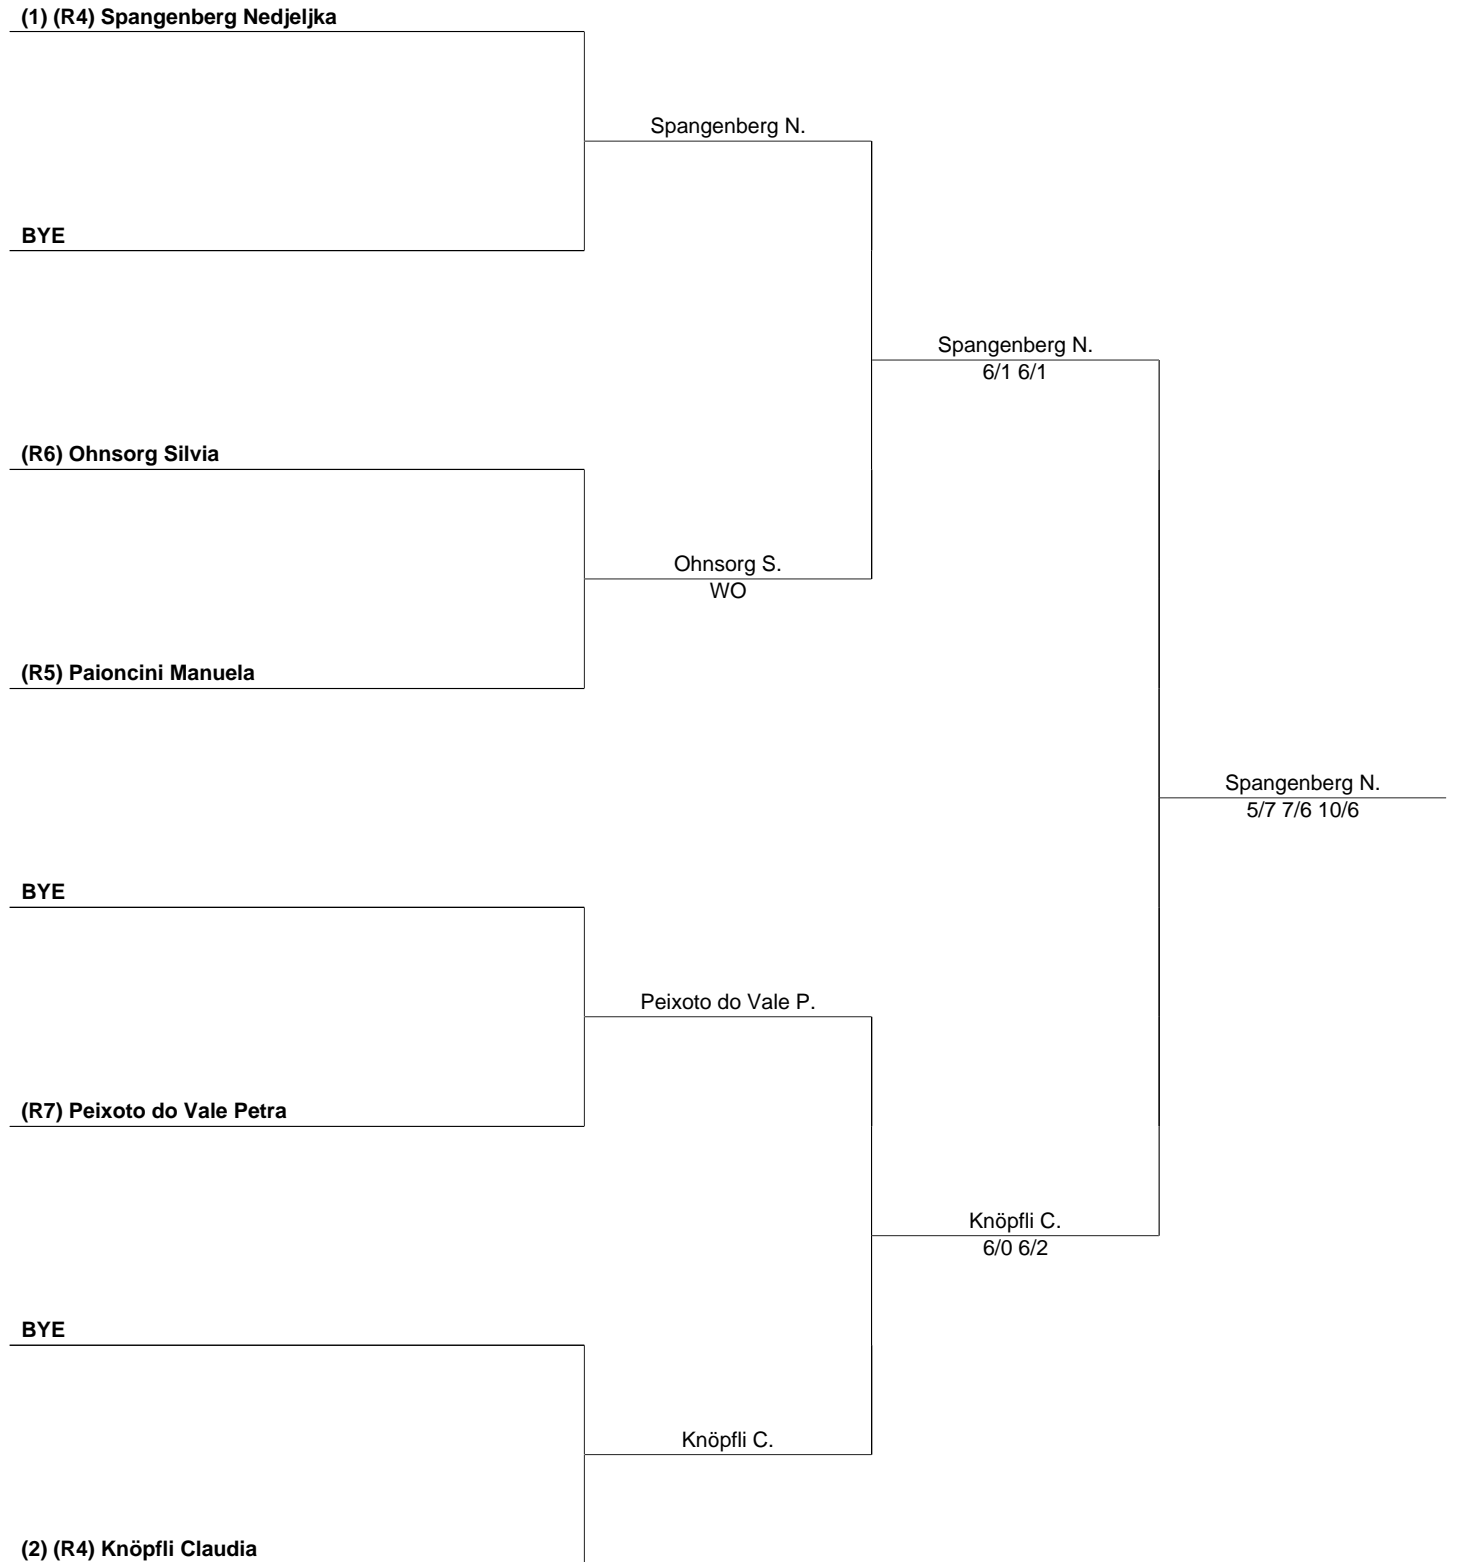 (1) (R4) Spangenberg Nedjeljka
Spangenberg N.
BYE
Spangenberg N.
6/1 6/1
(R6) Ohnsorg Silvia
Ohnsorg S.
WO
(R5) Paioncini Manuela
Spangenberg N.
5/7 7/6 10/6
BYE
Peixoto do Vale P.
(R7) Peixoto do Vale Petra
Knöpfli C.
6/0 6/2
BYE
Knöpfli C.
(2) (R4) Knöpfli Claudia